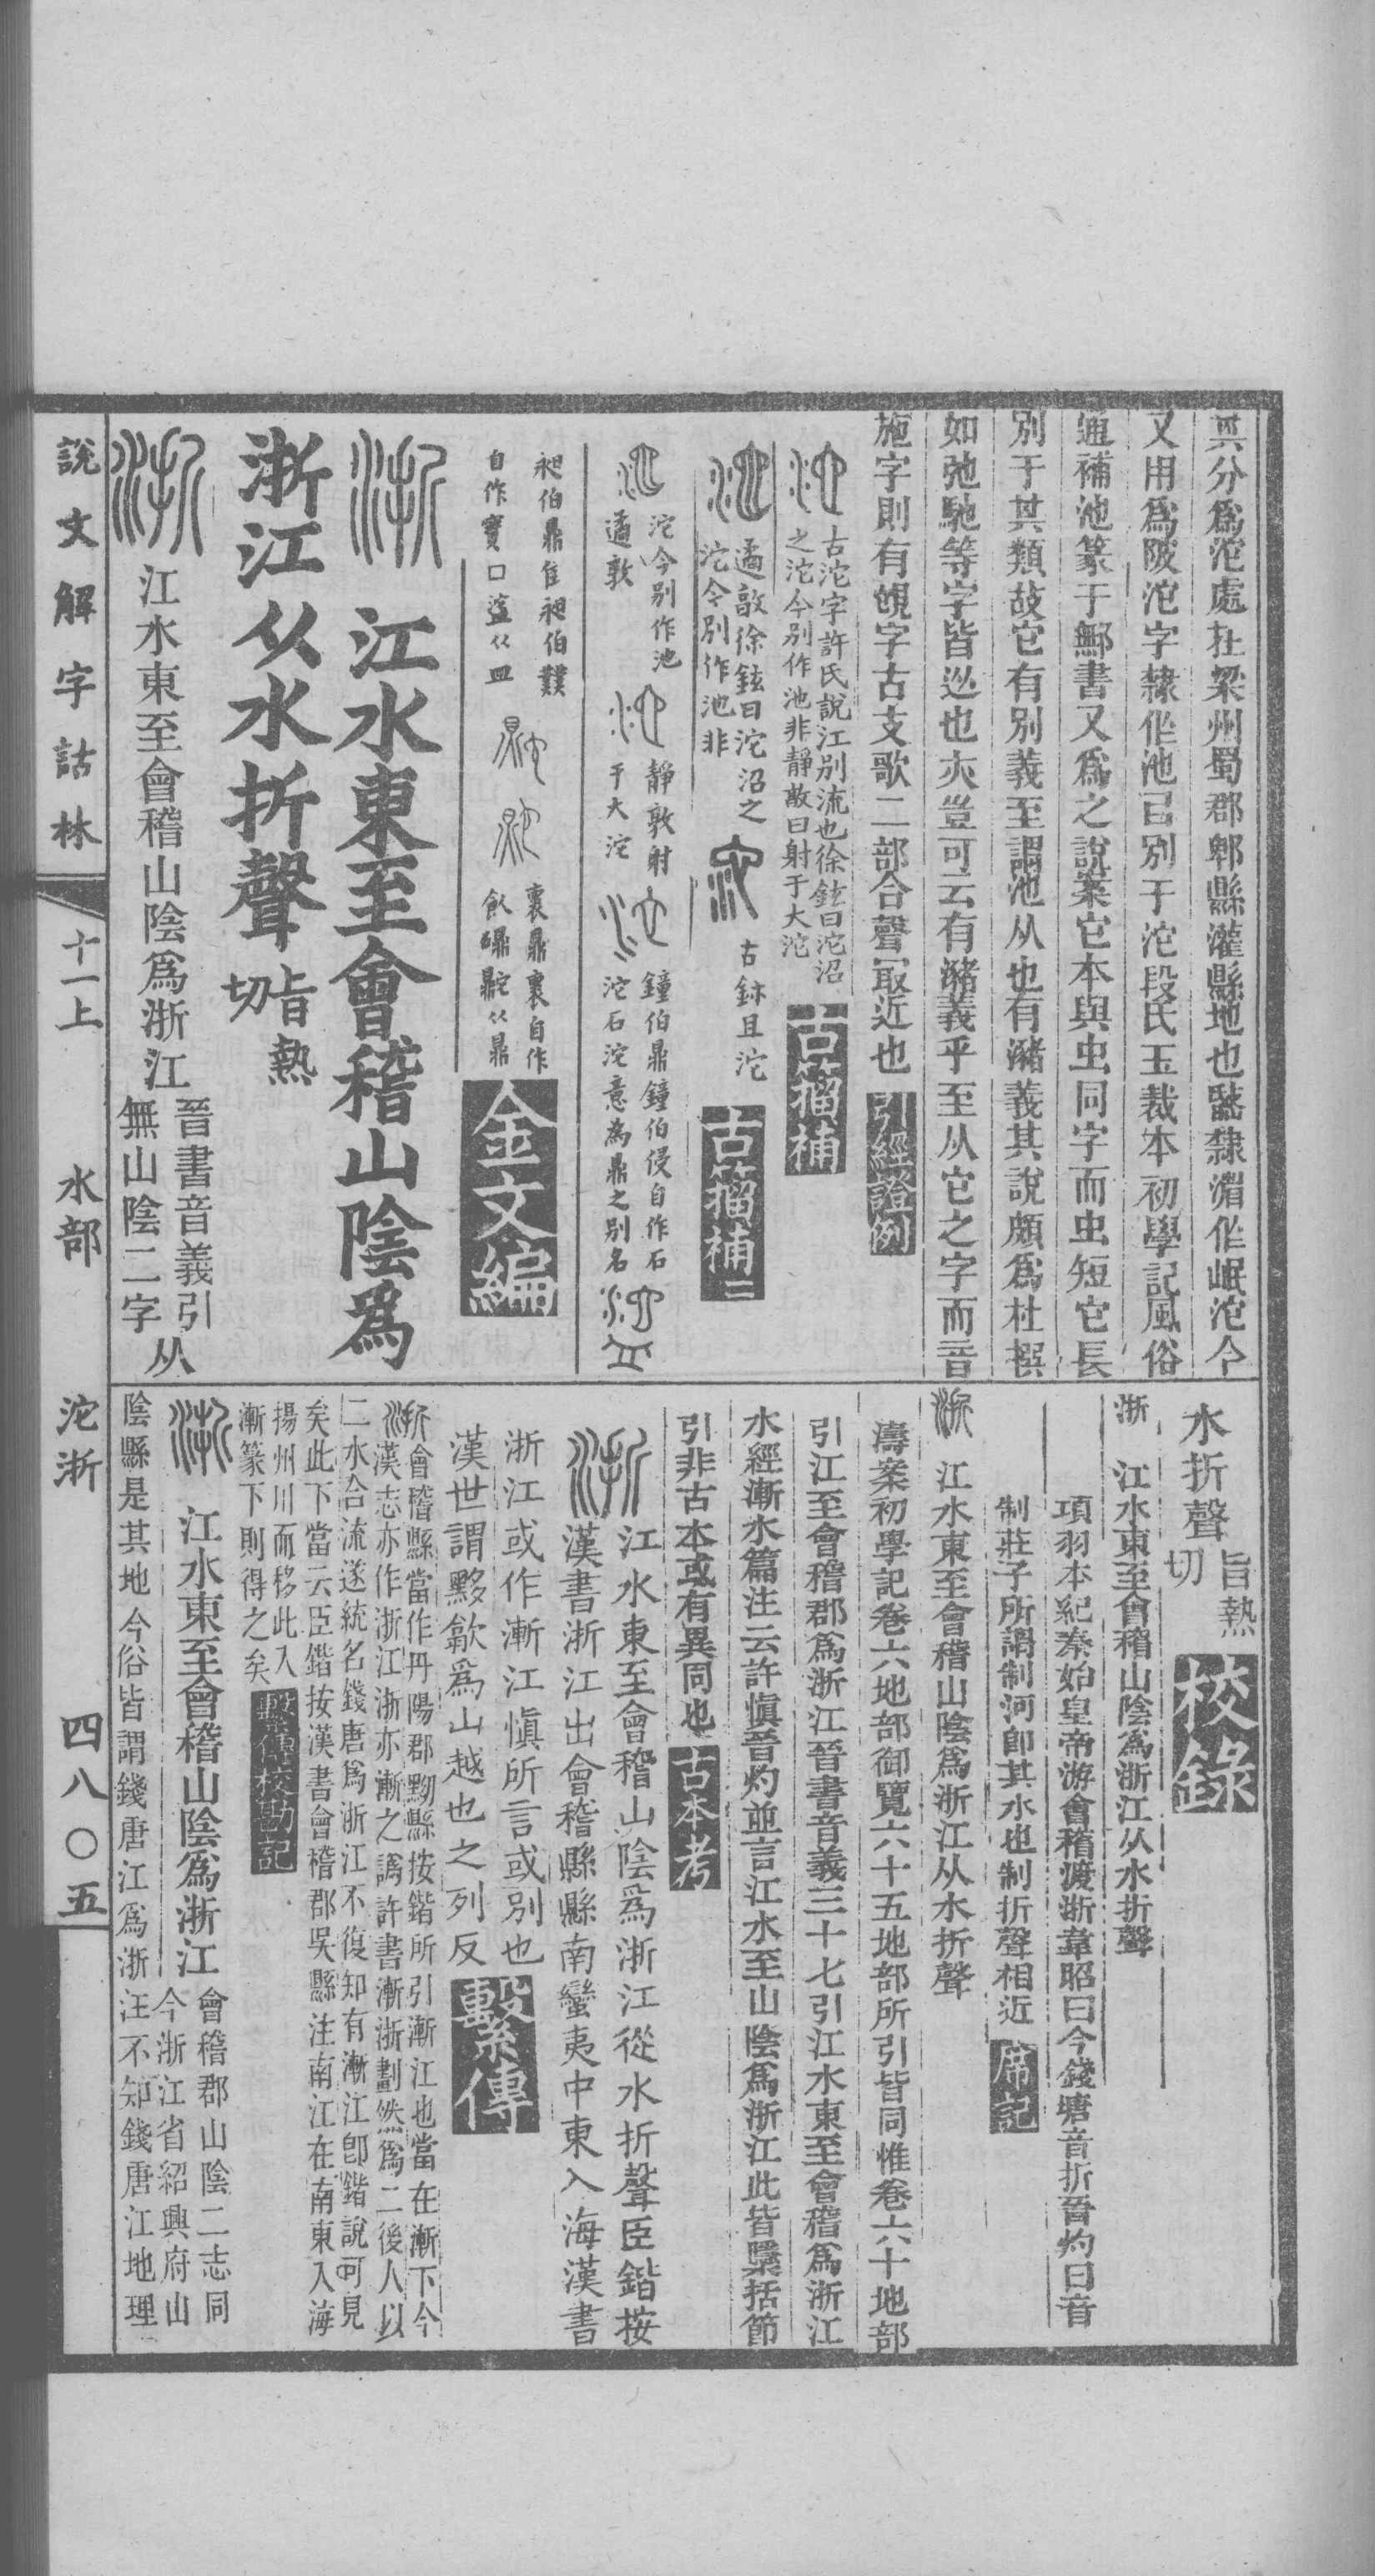 其分爲沱處在梁州蜀郡郫縣灌縣地也盬隸渻作岷沱今
又用爲陂沱字隸作池已別于沱段氏玉裁本初學記風俗
通補池篆于鄦書又爲之說案它本與虫同字而虫短它長
別于其類故它有別義至謂池从也有瀦義其說頗爲杜撰
如弛馳等字皆从也亦豈可云有瀦義乎至从它之字而音
施字則有覗字古支歌二部合聲冣近也 引經證例
古沱字許氏說江別流也徐鉉曰沱沼
之沱今別作池非靜敦曰射于大沱 古籀補
遹敦徐鉉曰沱沼之
沱今別作池非
古鉢且沱 古籀補二
沱今別作池
遹敦
靜敦射
于大沱
鐘伯鼎鐘伯侵自作石
沱石沱意為鼎之別名
昶伯鼎隹昶伯䵼
自作寶口盨从皿
襄鼎襄自作
飤礌鼎從鼎 金文編
江水東至會稽山陰爲
浙江从水折聲 旨熱
切
江水東至會稽山陰爲浙江 晉書音義引
無山陰二字 从
說文解字詁林 十一上 水部 沱浙 四八〇五
水折聲 旨熱
切 校錄
浙 江水東至會稽山陰為浙江从水折聲
項羽本紀秦始皇帝游會稽渡浙韋昭曰今錢塘音折晉灼曰音
制莊子所謂制河卽其水也制折聲相近 席記
浙 江水東至會稽山陰爲浙江从水折聲
濤案初學記卷六地部御覽六十五地部所引皆同惟卷六十地部
引江至會稽郡爲浙江晉書音義三十七引江水東至會稽爲浙江
水經漸水篇注云許愼晉灼並言江水至山陰爲浙江此皆檃括節
引非古本或有異同也 古本考
江水東至會稽山陰爲浙江從水折聲臣鍇按
漢書浙江出會稽縣縣南蠻夷中東入海漢書
浙江或作漸江愼所言或別也
漢世謂黟歙爲山越也之列反 繫傳
浙會稽縣當作丹陽郡黝縣按鍇所引漸江也當在漸下今
漢志亦作浙江浙亦漸之譌許書漸浙劃然爲二後人以
二水合流遂統名錢唐爲浙江不復知有漸江卽鍇說可見
矣此下當云臣鍇按漢書會稽郡吳縣注南江在南東入海
揚州川而移此入
漸篆下則得之矣 繫傳校勘記
江水東至會稽山陰爲浙江 會稽郡山陰二志同
今浙江省紹興府山
陰縣是其地今俗皆謂錢唐江爲浙江不知錢唐江地理